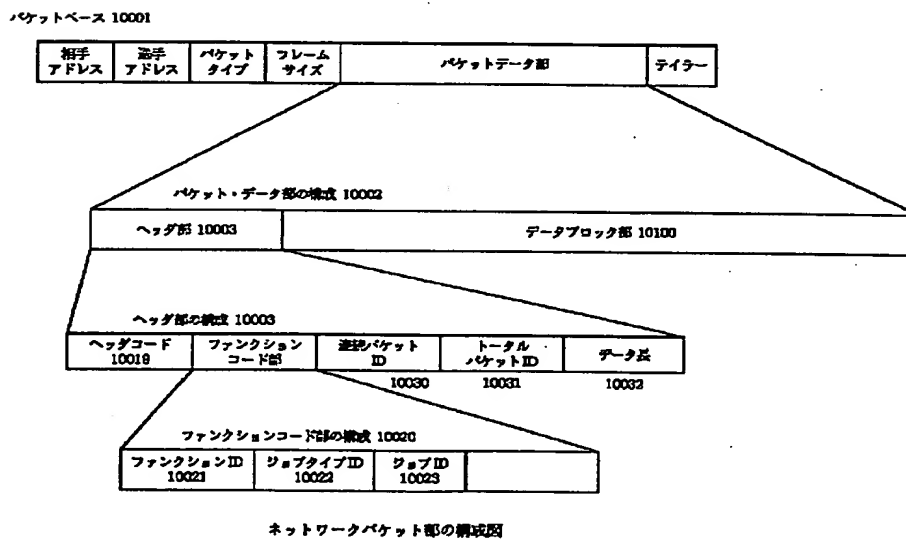 パケットベース 10001
相手
アドレス
送手
アドレス
パケット
タイプ
フレーム
サイズ
パケットデータ部
テイラー
パケット・データ部の構成 10002
ヘッダ部 10003
データブロック部 10100
ヘッダ部の構成 10003
ヘッダコード
10019
ファンクション
コード部
連続パケット
ID
10030
トータル
パケットID
10031
データ長
10032
ファンクションコード部の構成 10020
ファンクションID
10021
ジョブタイプID
10022
ジョブID
10023
ネットワークパケット部の構成図